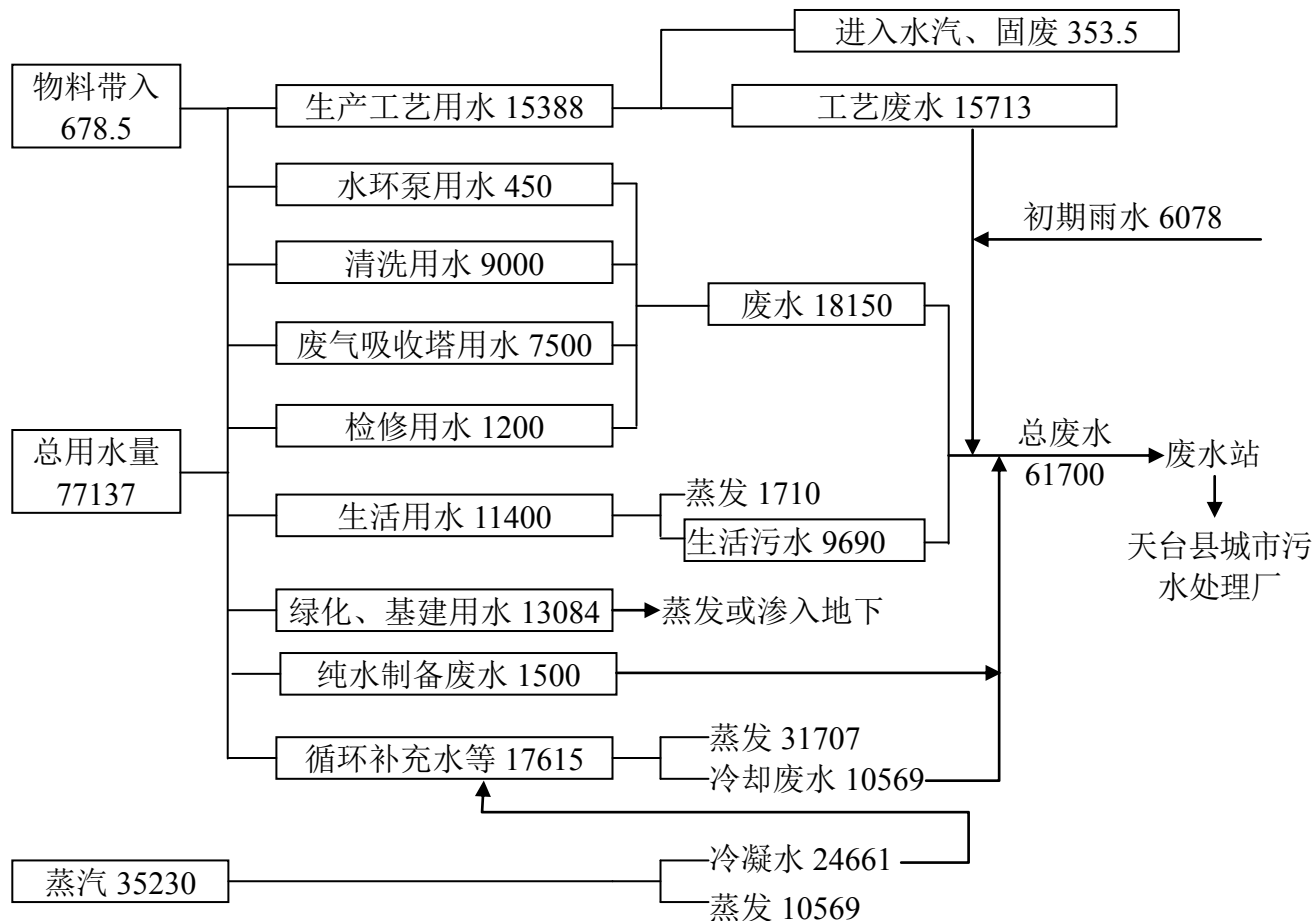 进入水汽、固废 353.5
物料带入
678.5
生产工艺用水 15388
工艺废水 15713
水环泵用水 450
初期雨水 6078
清洗用水 9000
废水 18150
废气吸收塔用水 7500
检修用水 1200
总用水量
77137
总废水
61700
废水站
生活用水 11400
蒸发 1710
生活污水 9690
天台县城市污
水处理厂
绿化、基建用水 13084
蒸发或渗入地下
纯水制备废水 1500
循环补充水等 17615
蒸发 31707
冷却废水 10569
蒸汽 35230
冷凝水 24661
蒸发 10569